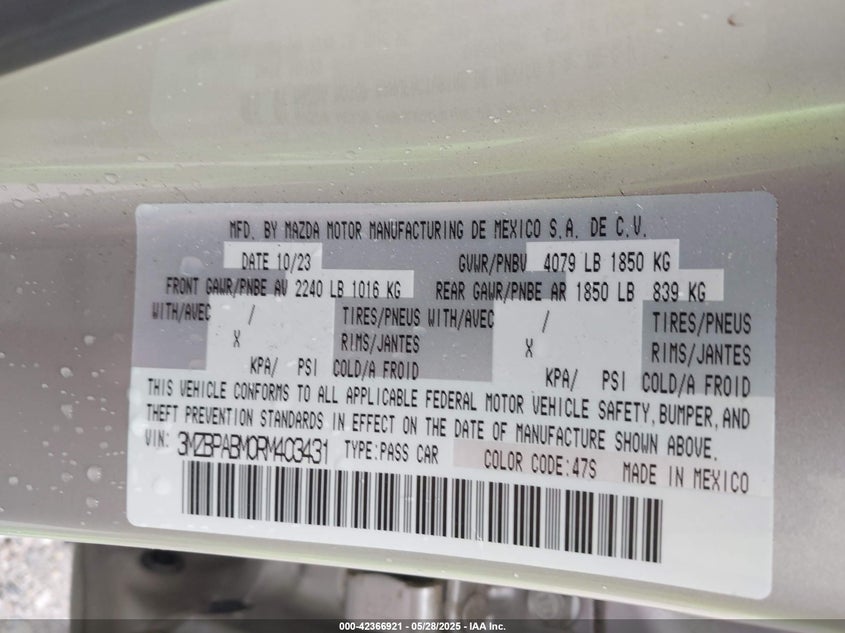 MFD. BY MAZDA MOTOR MANUFACTURING DE MEXICO S.A. DE C.V.
DATE 10/23 GVWR/PNBV 4079 LB 1850 KG
FRONT GAWR/PNBE AV 2240 LB 1016 KG REAR GAWR/PNBE AR 1850 LB 839 KG
WITH/AVEC / TIRES/PNEUS WITH/AVEC / TIRES/PNEUS
X RIMS/JANTES X RIMS/JANTES
KPA/ PSI COLD/A FROID KPA/ PSI COLD/A FROID
THIS VEHICLE CONFORMS TO ALL APPLICABLE FEDERAL MOTOR VEHICLE SAFETY, BUMPER, AND
THEFT PREVENTION STANDARDS IN EFFECT ON THE DATE OF MANUFACTURE SHOWN ABOVE.
VIN: 3MZBPABM0RM403431 TYPE:PASS CAR COLOR CODE:47S MADE IN MEXICO
000-42366921 | 05/28/2025 | IAA Inc.